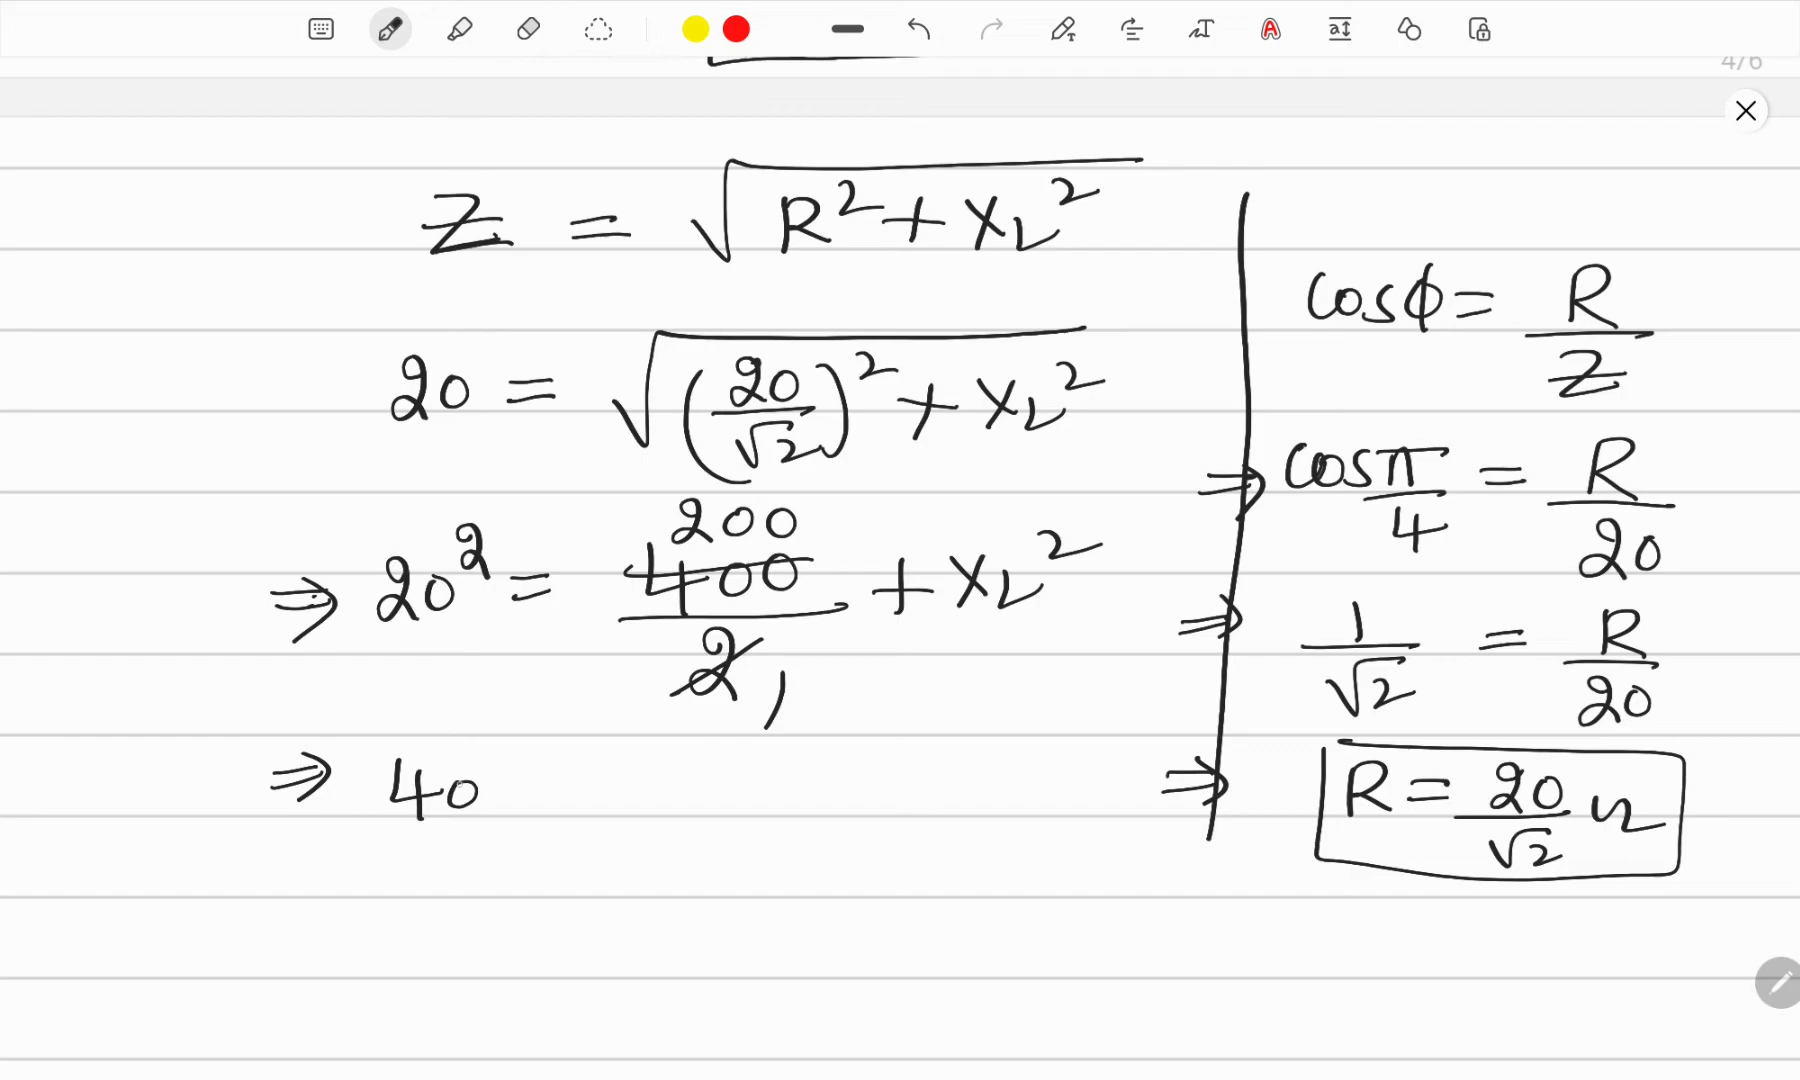 4/6
Z = √(R² + X_L²)
20 = √((20/√2)² + X_L²)
⇒ 20² = 400/2 + X_L²
200
1
⇒ 40
cosϕ = R/Z
⇒ cos π/4 = R/20
⇒ 1/√2 = R/20
⇒ R = 20/√2 Ω